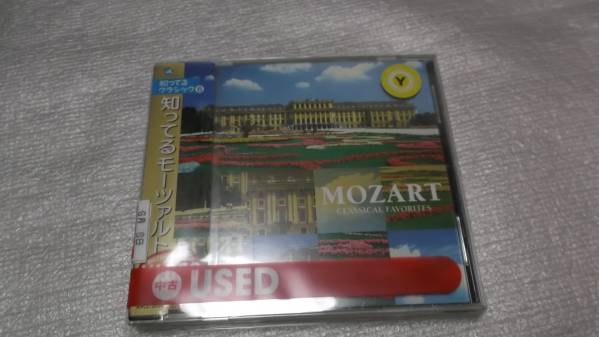 知ってる
クラシック⑥
知ってるモーツァルト
Y
MOZART
CLASSICAL FAVORITES
中古
USED